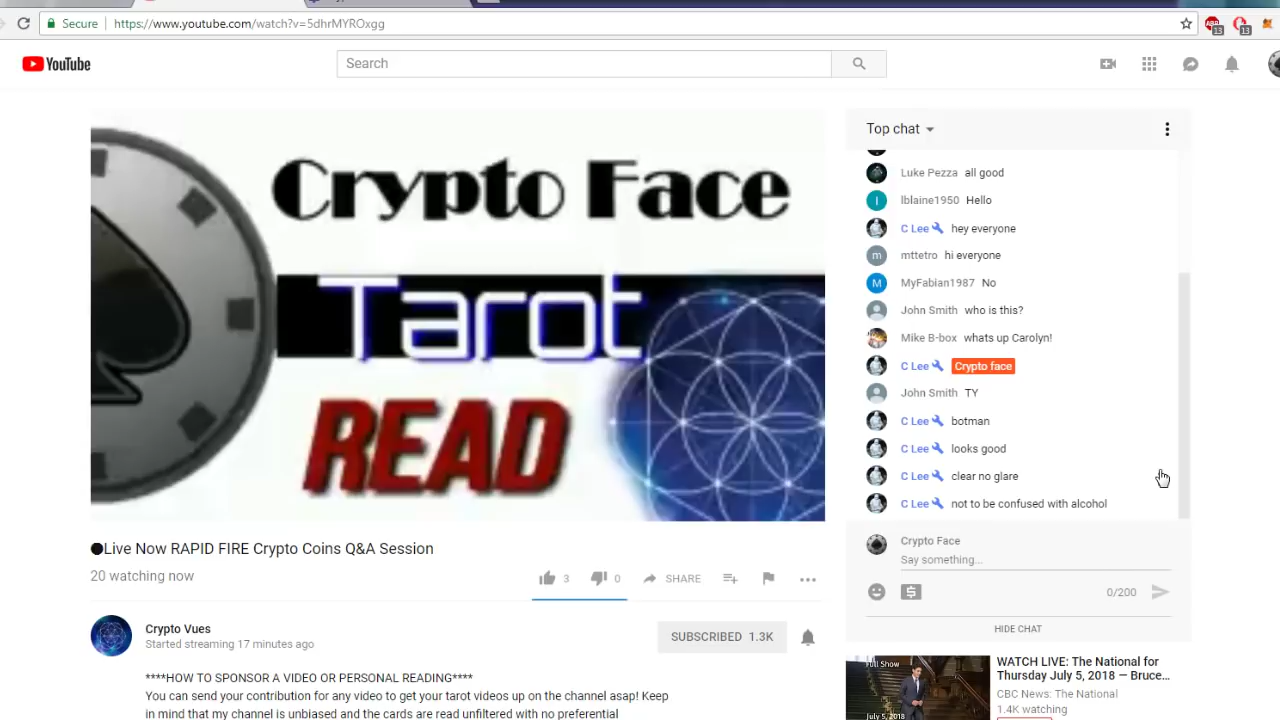 Secure https://www.youtube.com/watch?v=5dhrMYROxgg
13 13
YouTube
Search
Crypto Face
Tarot
READ
Live Now RAPID FIRE Crypto Coins Q&A Session
20 watching now
3 0 SHARE
Crypto Vues
Started streaming 17 minutes ago
SUBSCRIBED 1.3K
****HOW TO SPONSOR A VIDEO OR PERSONAL READING****
You can send your contribution for any video to get your tarot videos up on the channel asap! Keep
in mind that my channel is unbiased and the cards are read unfiltered with no preferential
Top chat
Luke Pezza all good
lblaine1950 Hello
C Lee hey everyone
mttetro hi everyone
MyFabian1987 No
John Smith who is this?
Mike B-box whats up Carolyn!
C Lee Crypto face
John Smith TY
C Lee botman
C Lee looks good
C Lee clear no glare
C Lee not to be confused with alcohol
Crypto Face
Say something...
0/200
HIDE CHAT
Full Show
July 5, 2018
WATCH LIVE: The National for
Thursday July 5, 2018 — Bruce...
CBC News: The National
1.4K watching